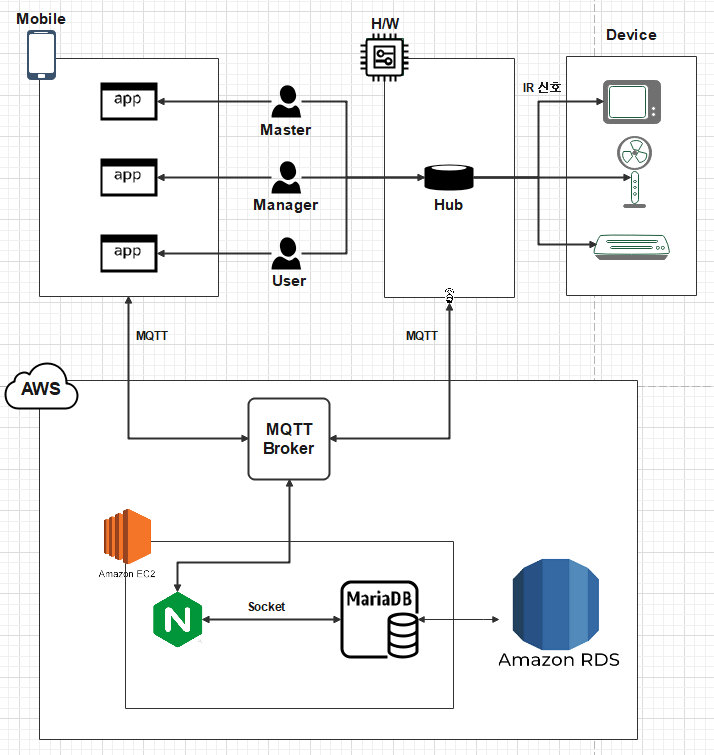 Mobile
H/W
Device
app
Master
IR 신호
app
Manager
Hub
app
User
MQTT
MQTT
AWS
MQTT
Broker
Amazon EC2
N
Socket
MariaDB
Amazon RDS